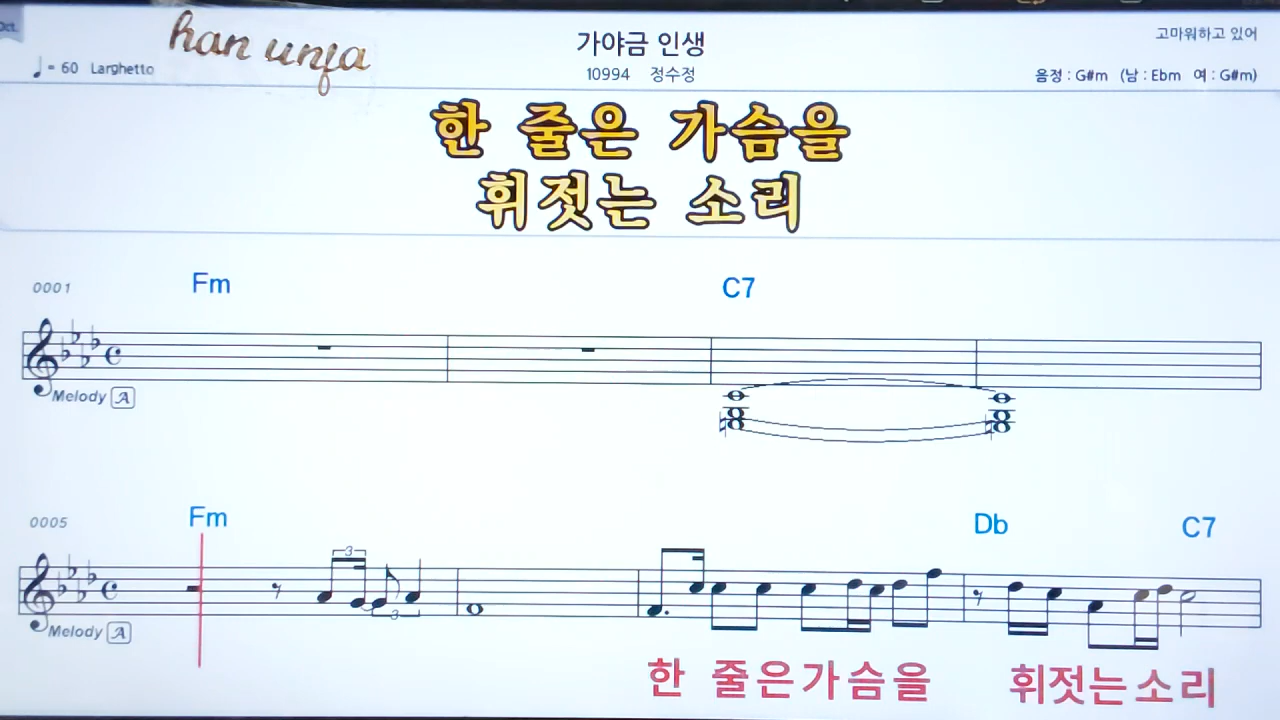 Oct.
han unja
가야금 인생
고마워하고 있어
♩= 60 Larghetto
10994 정수정
음정 : G#m (남 : Ebm 여 : G#m)
한 줄은 가슴을
휘젓는 소리
0001
Fm
C7
Melody A
0005
Fm
Db
C7
3
3
Melody A
한 줄은가슴을 휘젓는소리